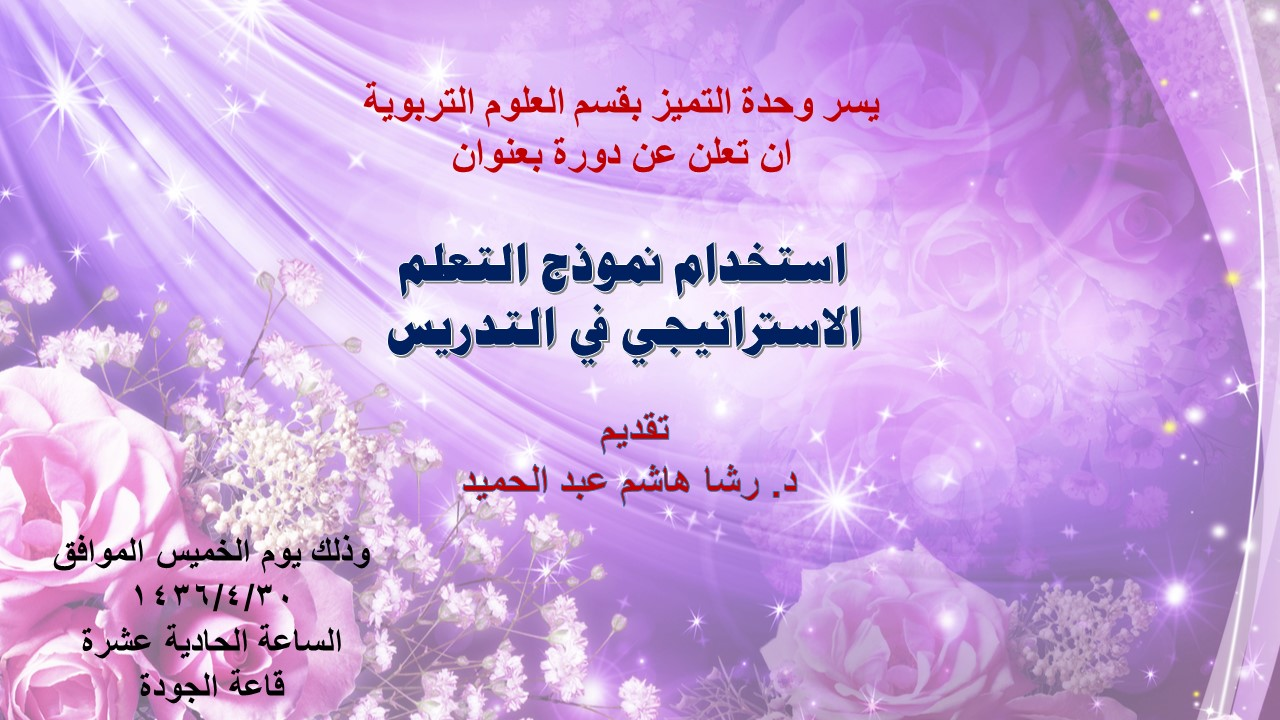 يسر وحدة التميز بقسم العلوم التربوية
ان تعلن عن دورة بعنوان
استخدام نموذج التعلم
الاستراتيجي في التدريس
تقديم
د. رشا هاشم عبد الحميد
وذلك يوم الخميس الموافق
١٤٣٦/٤/٣٠
الساعة الحادية عشرة
قاعة الجودة